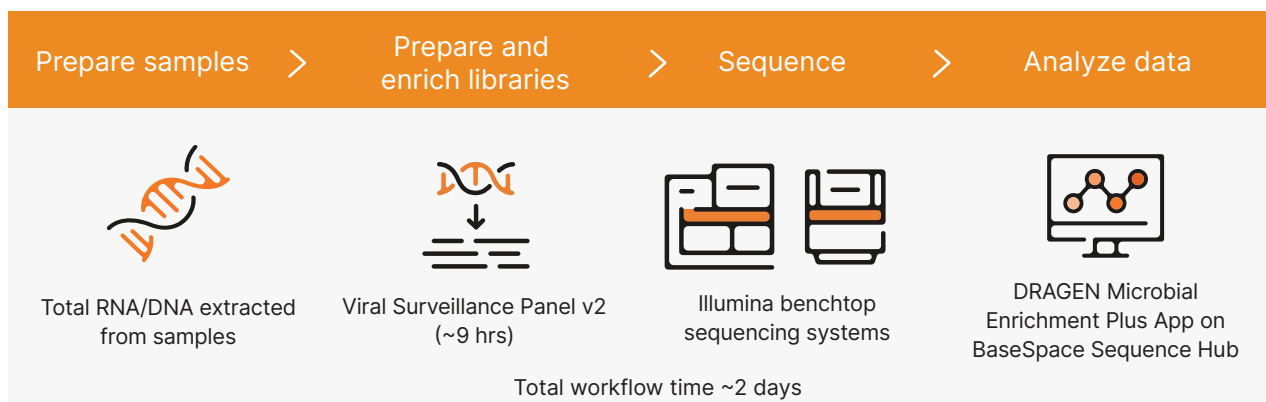 Prepare samples
Prepare and
enrich libraries
Sequence
Analyze data
Total RNA/DNA extracted
from samples
Viral Surveillance Panel v2
(~9 hrs)
Illumina benchtop
sequencing systems
DRAGEN Microbial
Enrichment Plus App on
BaseSpace Sequence Hub
Total workflow time ~2 days